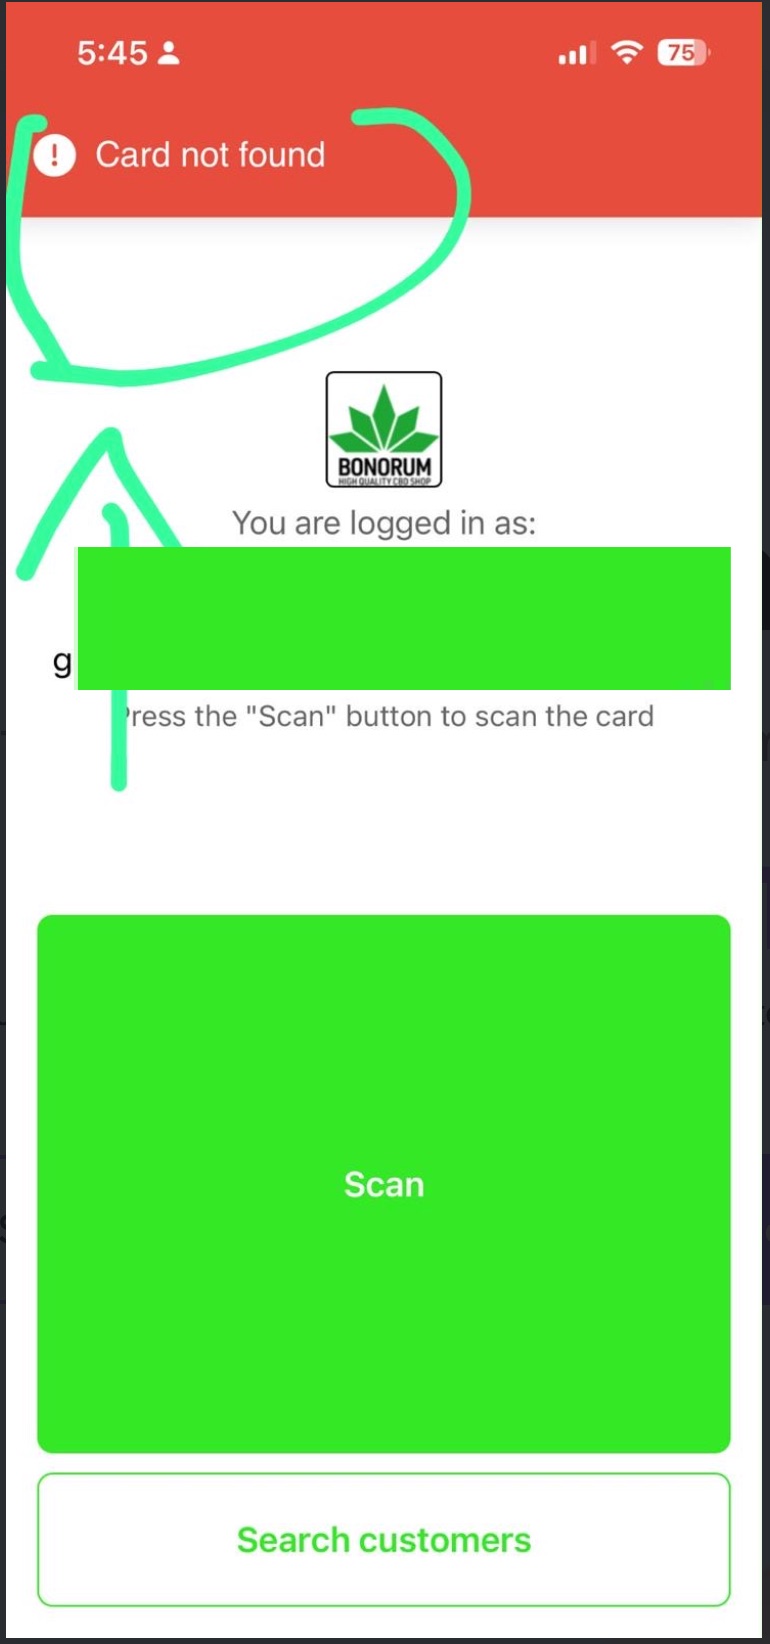 5:45
75
Card not found
BONORUM
HIGH QUALITY CBD SHOP
You are logged in as:
g
Press the "Scan" button to scan the card
Scan
Search customers